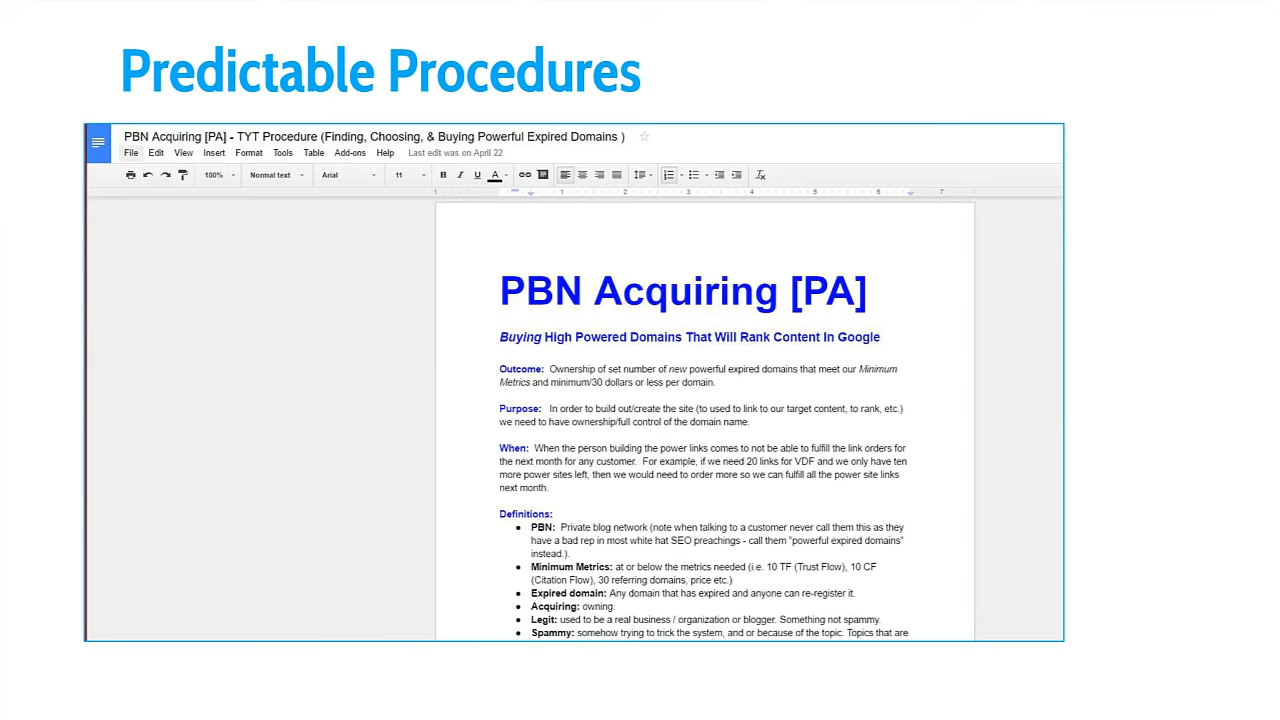 Predictable Procedures
PBN Acquiring [PA] - TYT Procedure (Finding, Choosing, & Buying Powerful Expired Domains )
File Edit View Insert Format Tools Table Add-ons Help Last edit was on April 22
100% Normal text Arial 11 B I U A
1 1 2 3 4 5 6 7
PBN Acquiring [PA]
Buying High Powered Domains That Will Rank Content In Google
Outcome: Ownership of set number of new powerful expired domains that meet our Minimum
Metrics and minimum/30 dollars or less per domain.
Purpose: In order to build out/create the site (to used to link to our target content, to rank, etc.)
we need to have ownership/full control of the domain name.
When: When the person building the power links comes to not be able to fulfill the link orders for
the next month for any customer. For example, if we need 20 links for VDF and we only have ten
more power sites left, then we would need to order more so we can fulfill all the power site links
next month.
Definitions:
● PBN: Private blog network (note when talking to a customer never call them this as they
have a bad rep in most white hat SEO preachings - call them “powerful expired domains”
instead.).
● Minimum Metrics: at or below the metrics needed (i.e. 10 TF (Trust Flow), 10 CF
(Citation Flow), 30 referring domains, price etc.)
● Expired domain: Any domain that has expired and anyone can re-register it.
● Acquiring: owning.
● Legit: used to be a real business / organization or blogger. Something not spammy.
● Spammy: somehow trying to trick the system, and or because of the topic. Topics that are